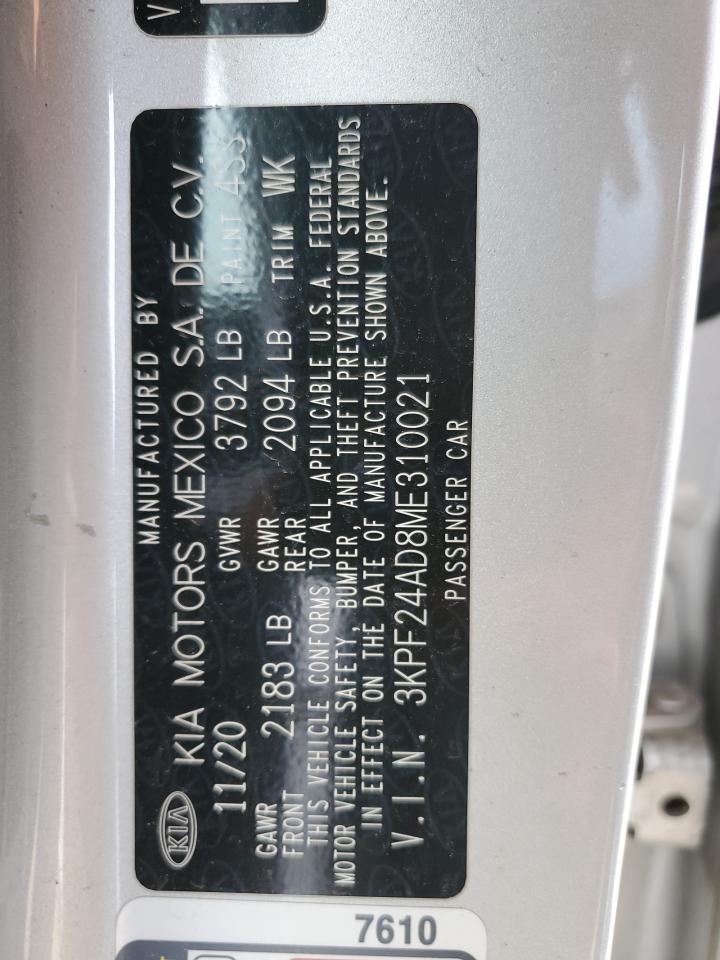 V
MANUFACTURED BY
KIA KIA MOTORS MEXICO S.A. DE C.V.
11/20 GVWR 3792 LB PAINT 4SS
GAWR FRONT 2183 LB GAWR REAR 2094 LB TRIM WK
THIS VEHICLE CONFORMS TO ALL APPLICABLE U.S.A. FEDERAL
MOTOR VEHICLE SAFETY, BUMPER, AND THEFT PREVENTION STANDARDS
IN EFFECT ON THE DATE OF MANUFACTURE SHOWN ABOVE.
V.I.N. 3KPF24AD8ME310021
PASSENGER CAR
7610